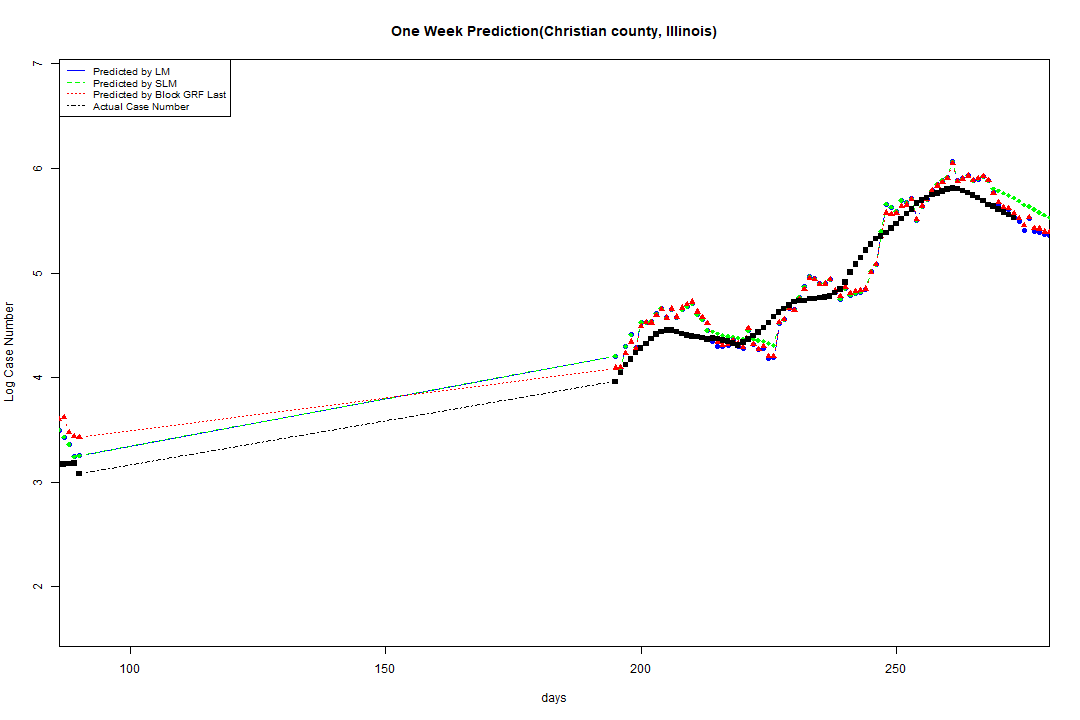 One Week Prediction(Christian county, Illinois)
Predicted by LM
Predicted by SLM
Predicted by Block GRF Last
Actual Case Number
7
6
5
4
3
2
Log Case Number
100
150
200
250
days